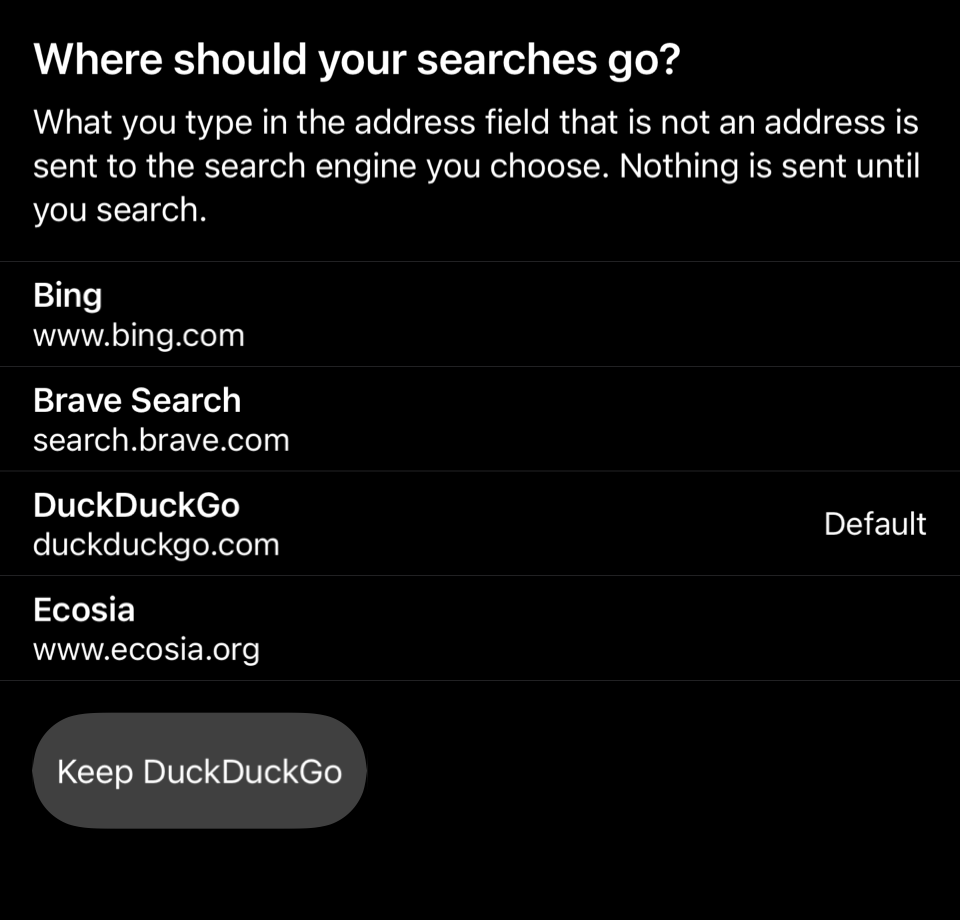 Where should your searches go?
What you type in the address field that is not an address is
sent to the search engine you choose. Nothing is sent until
you search.
Bing
www.bing.com
Brave Search
search.brave.com
DuckDuckGo
duckduckgo.com
Default
Ecosia
www.ecosia.org
Keep DuckDuckGo